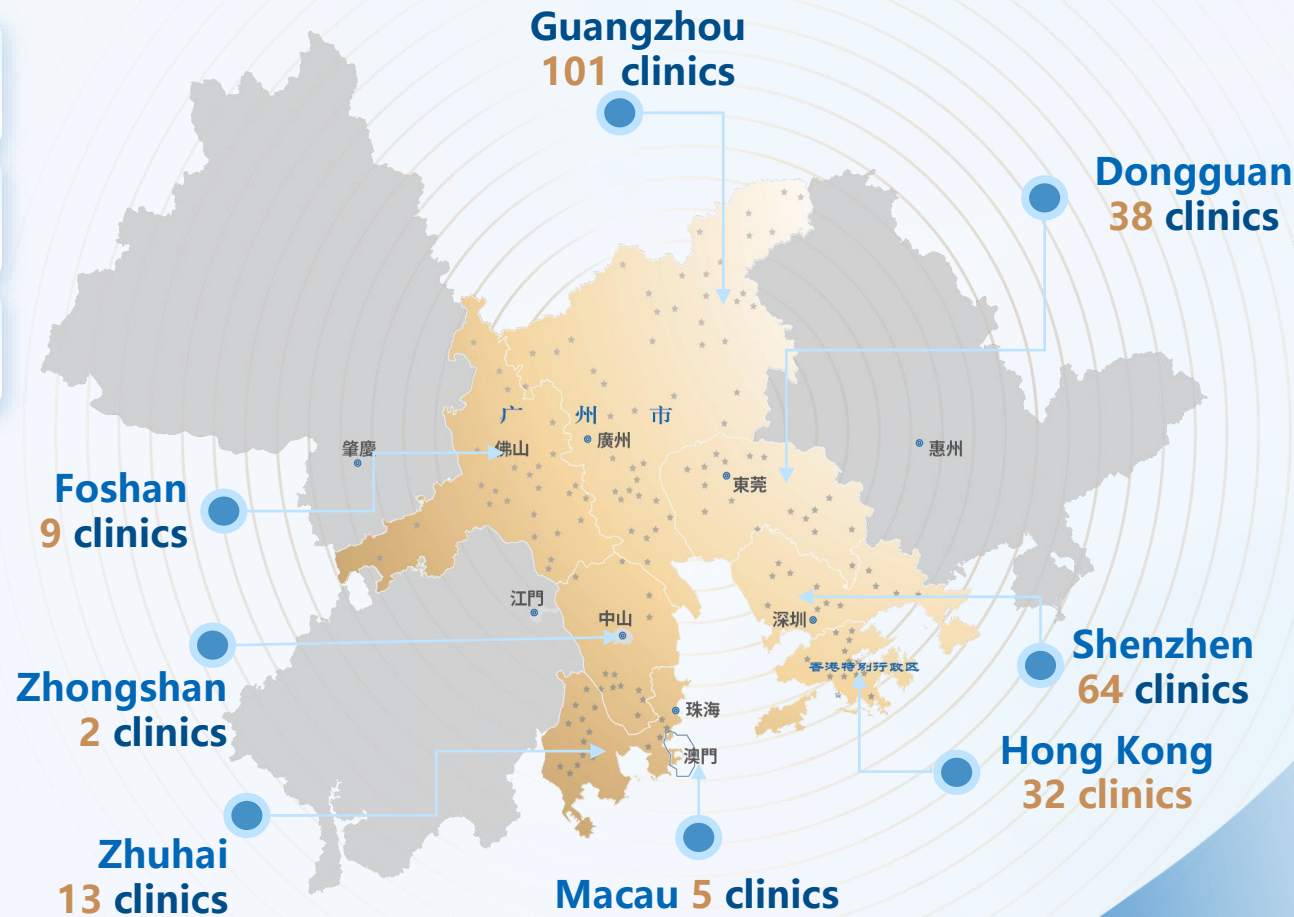 Guangzhou
101 clinics
Dongguan
38 clinics
广州市
肇慶
佛山
廣州
惠州
東莞
Foshan
9 clinics
江門
中山
深圳
香港特別行政区
Zhongshan
2 clinics
Shenzhen
64 clinics
珠海
澳門
Hong Kong
32 clinics
Zhuhai
13 clinics
Macau 5 clinics